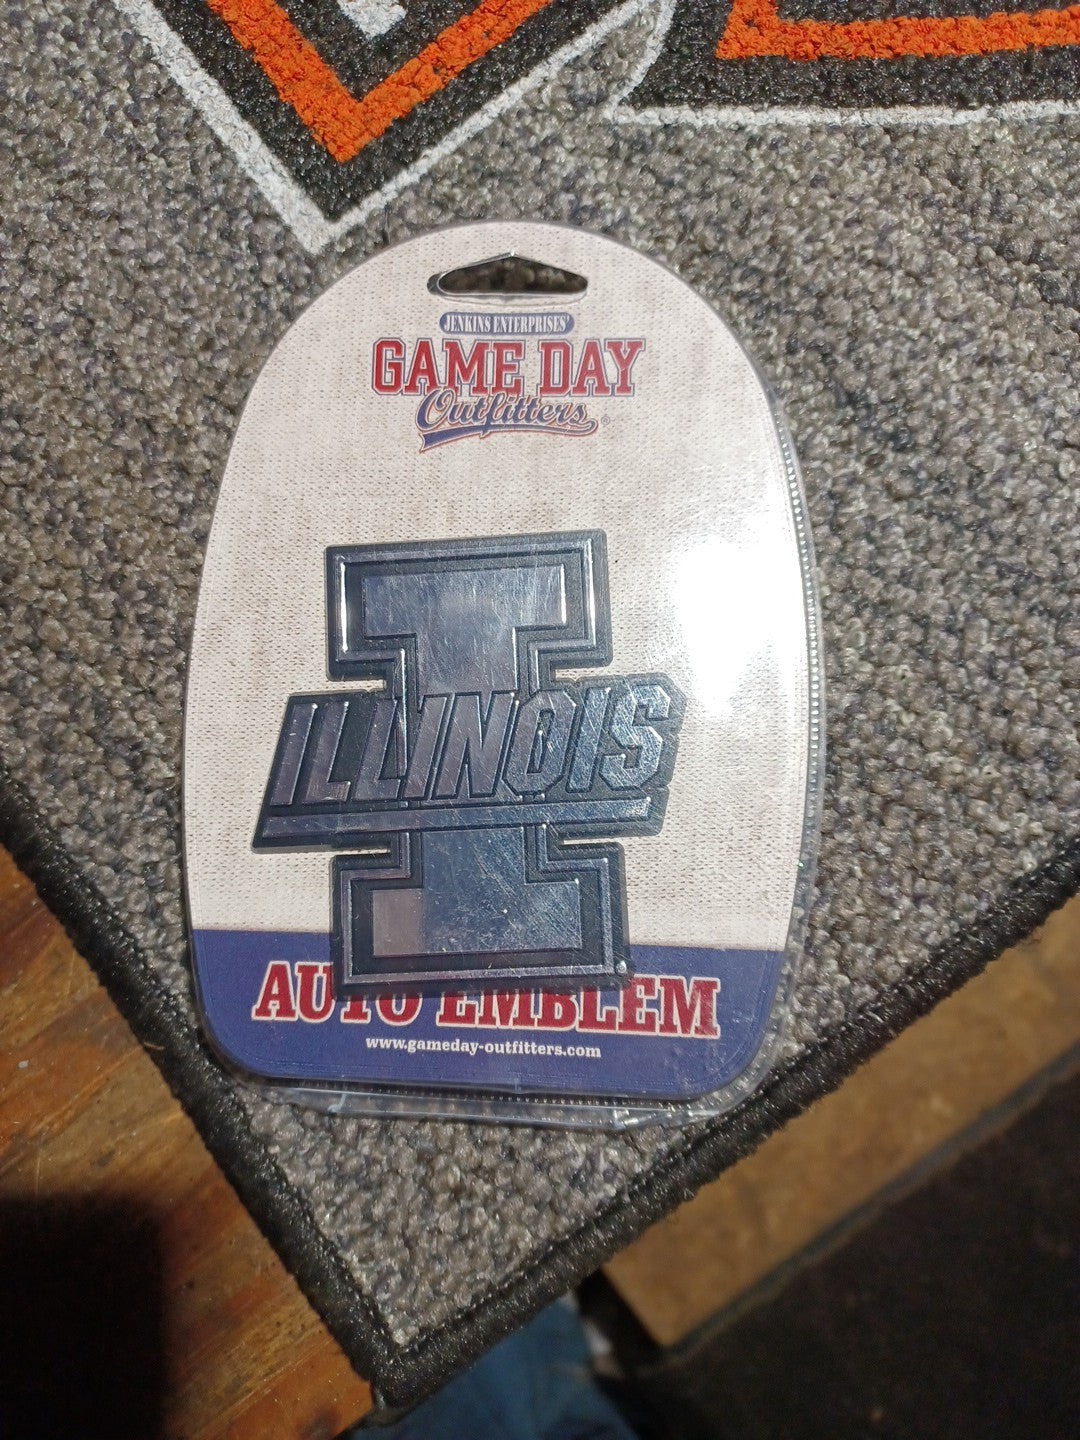 JENKINS ENTERPRISES'
GAME DAY
Outfitters®
ILLINOIS
AUTO EMBLEM
www.gameday-outfitters.com